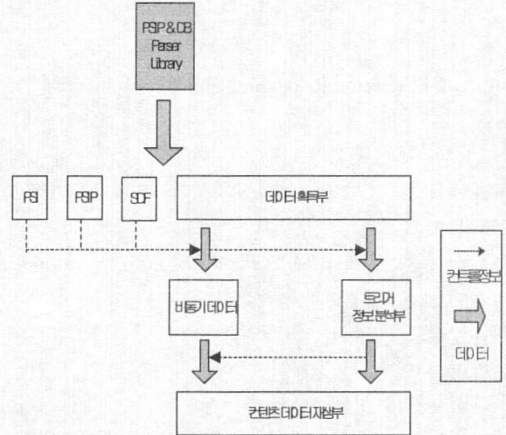 PSIP & DB
Parser
Library
PSI
PSIP
SDF
데이터 획득부
비동기 데이터
트리거
정보 분석부
컨텐츠 데이터 재생부
컨트롤 정보
데이터